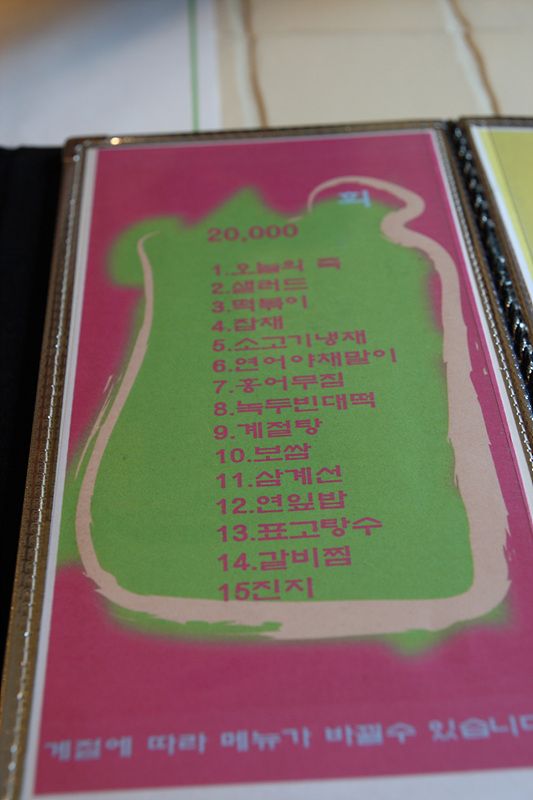 희
20,000
1.오늘의 죽
2.샐러드
3.떡볶이
4.잡채
5.소고기냉채
6.연어야채말이
7.홍어무침
8.녹두빈대떡
9.계절탕
10.보쌈
11.삼계선
12.연잎밥
13.표고탕수
14.갈비찜
15진지
계절에 따라 메뉴가 바뀔수 있습니다